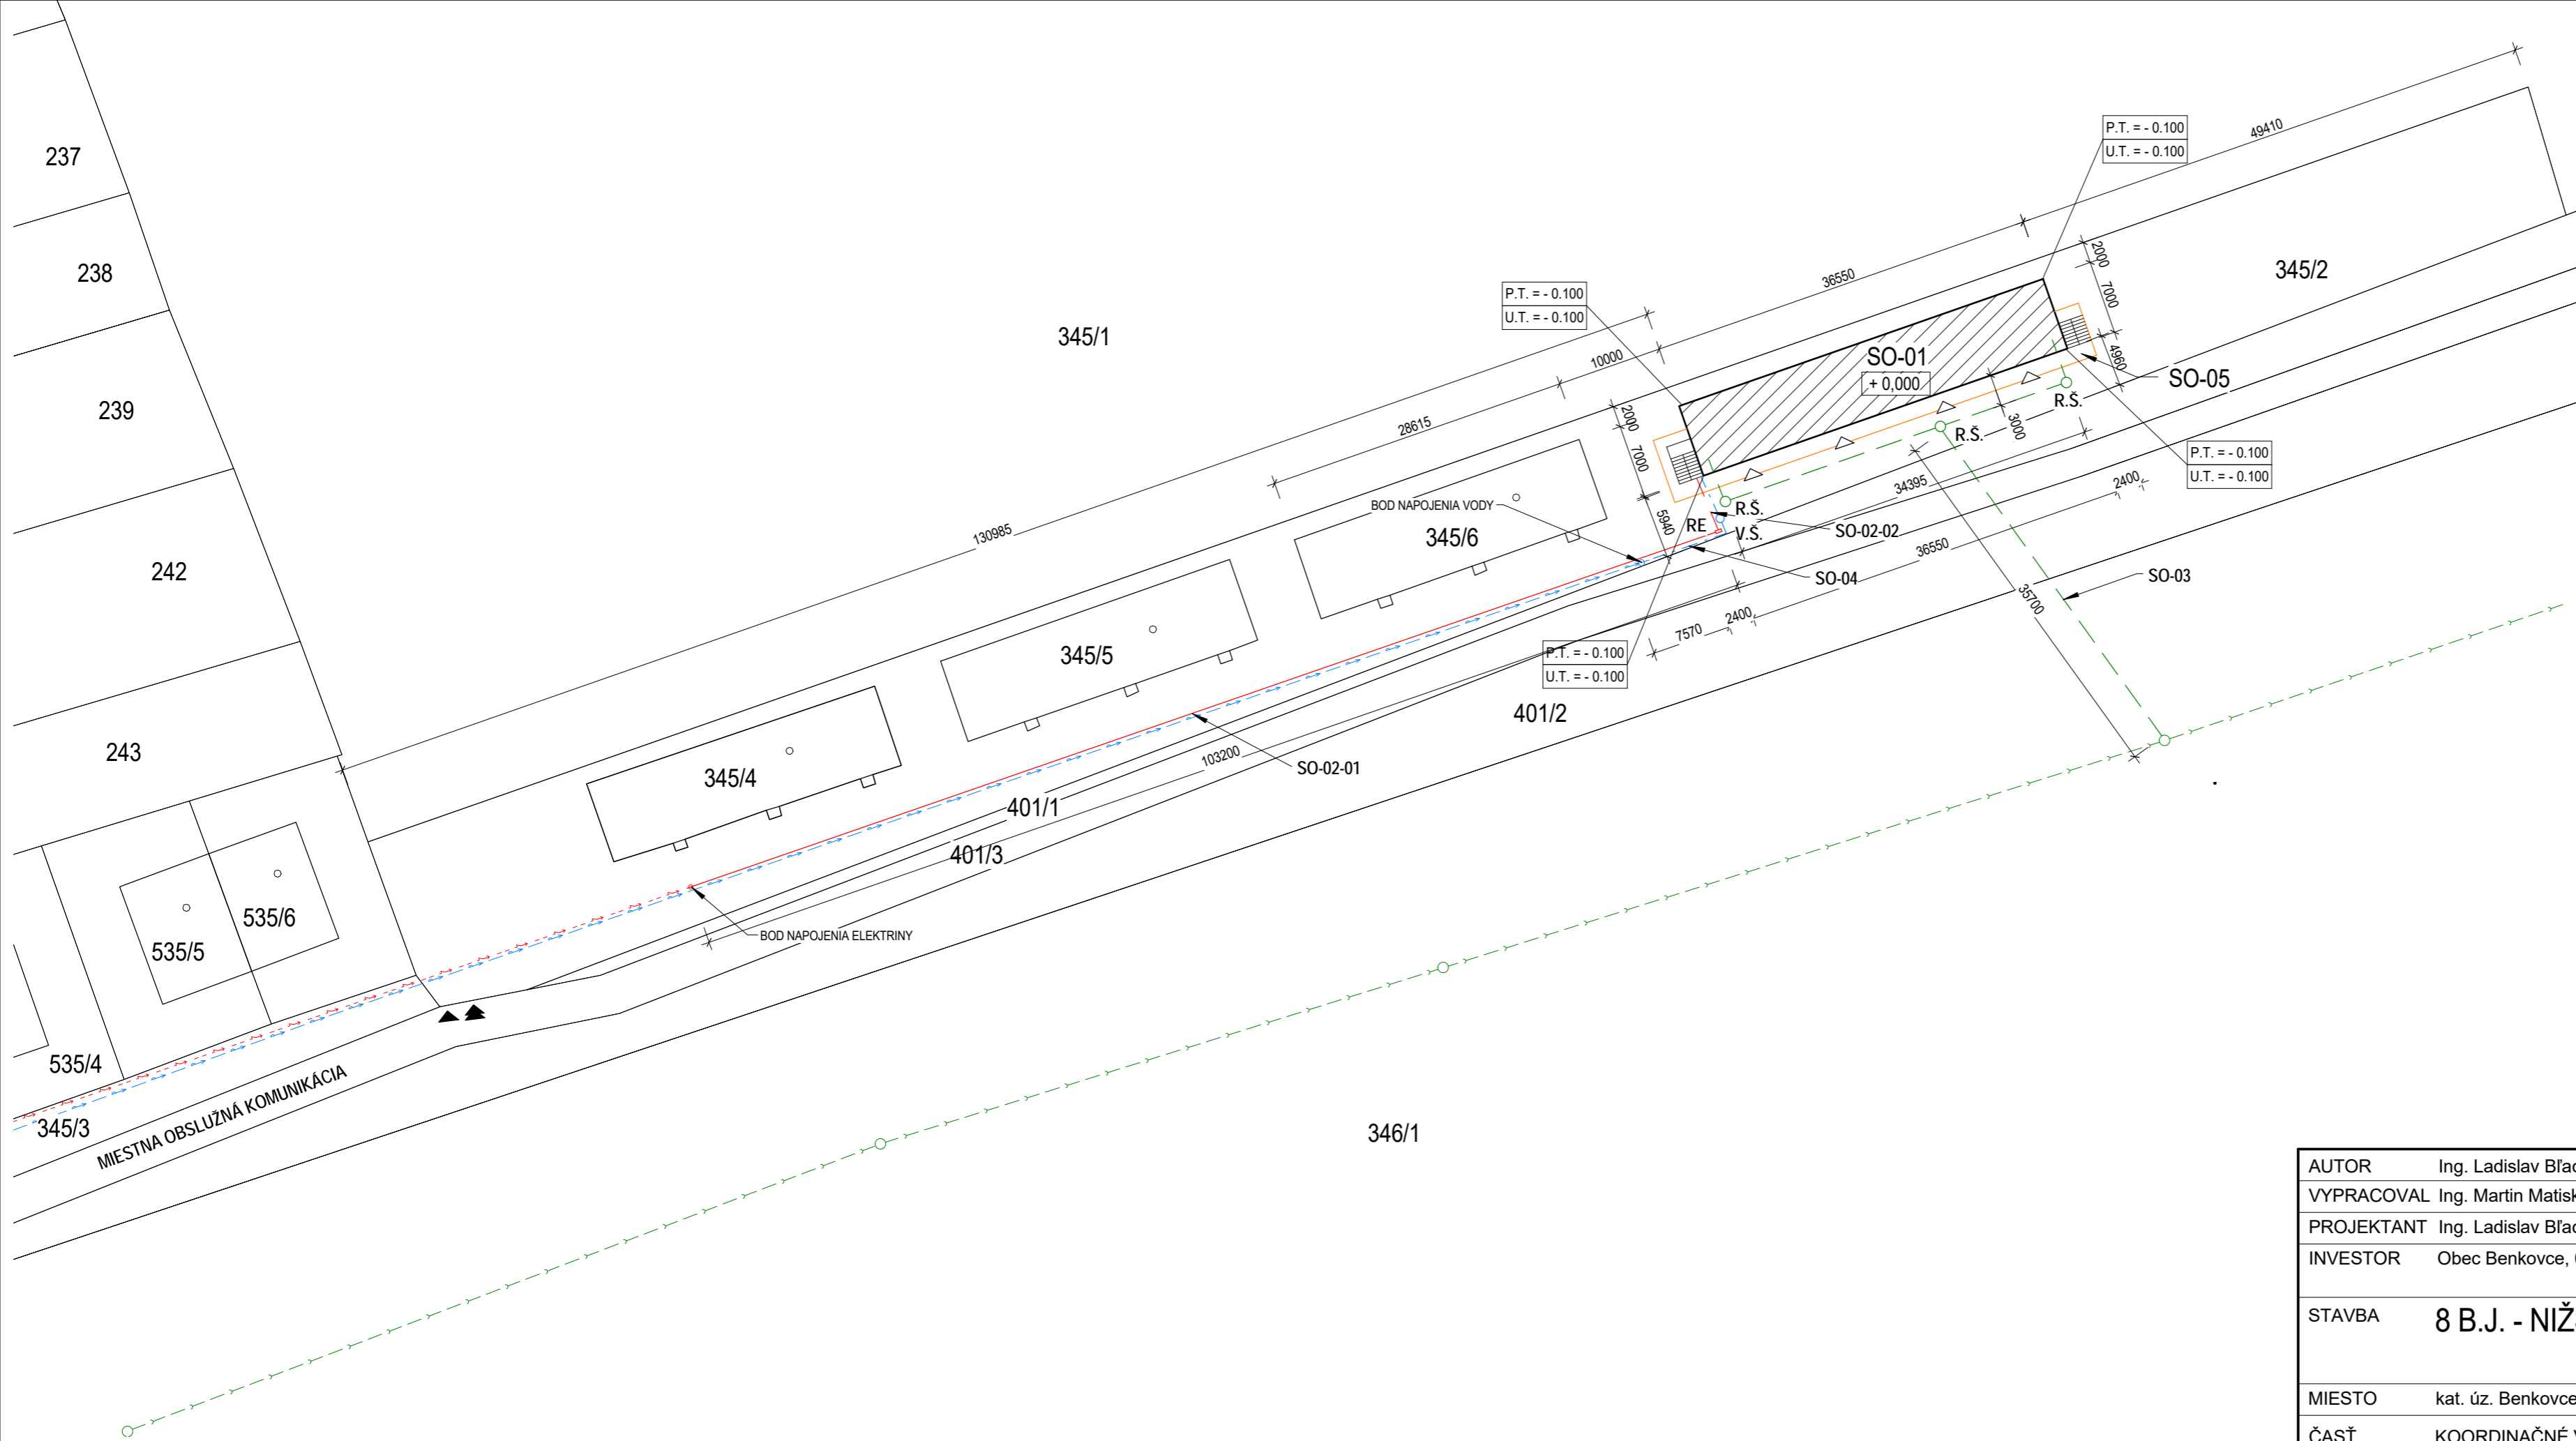 237
238
239
242
243
345/1
130985
28615
10000
36550
49410
P.T. = - 0.100
U.T. = - 0.100
P.T. = - 0.100
U.T. = - 0.100
2000
7000
4960
345/2
SO-01
+ 0,000
SO-05
R.Š.
R.Š.
3000
P.T. = - 0.100
U.T. = - 0.100
2000
7000
5940
BOD NAPOJENIA VODY
345/6
RE
R.Š.
V.Š.
SO-02-02
34395
2400
36550
SO-04
SO-03
35700
7570
2400
P.T. = - 0.100
U.T. = - 0.100
345/5
345/4
401/2
103200
SO-02-01
401/1
401/3
BOD NAPOJENIA ELEKTRINY
535/6
535/5
535/4
345/3
MIESTNA OBSLUŽNÁ KOMUNIKÁCIA
346/1
AUTOR Ing. Ladislav
VYPRACOVAL Ing. Martin
PROJEKTANT Ing. Ladislav
INVESTOR Obec Benkovce,
STAVBA 8 B.J. -
MIESTO kat. úz. Benkovce
ČASŤ KOORDINAČNÉ